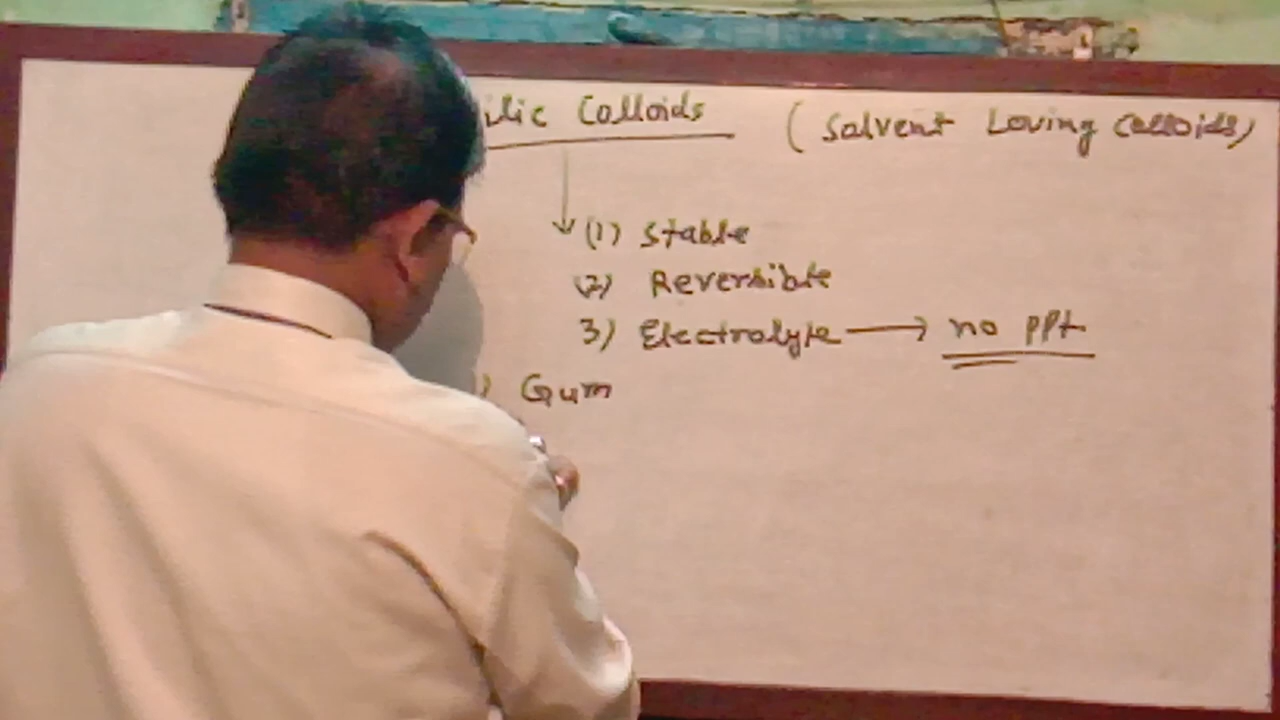 ilic Colloids (Solvent Loving Colloids)
(1) Stable
(2) Reversible
3) Electrolyte → no ppt
) Gum